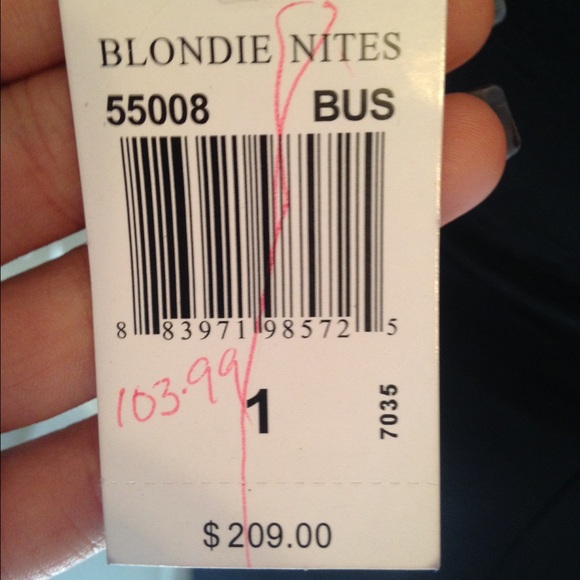 BLONDIE NITES
55008 BUS
8 83971 98572 5
103.99
1
7035
$209.00